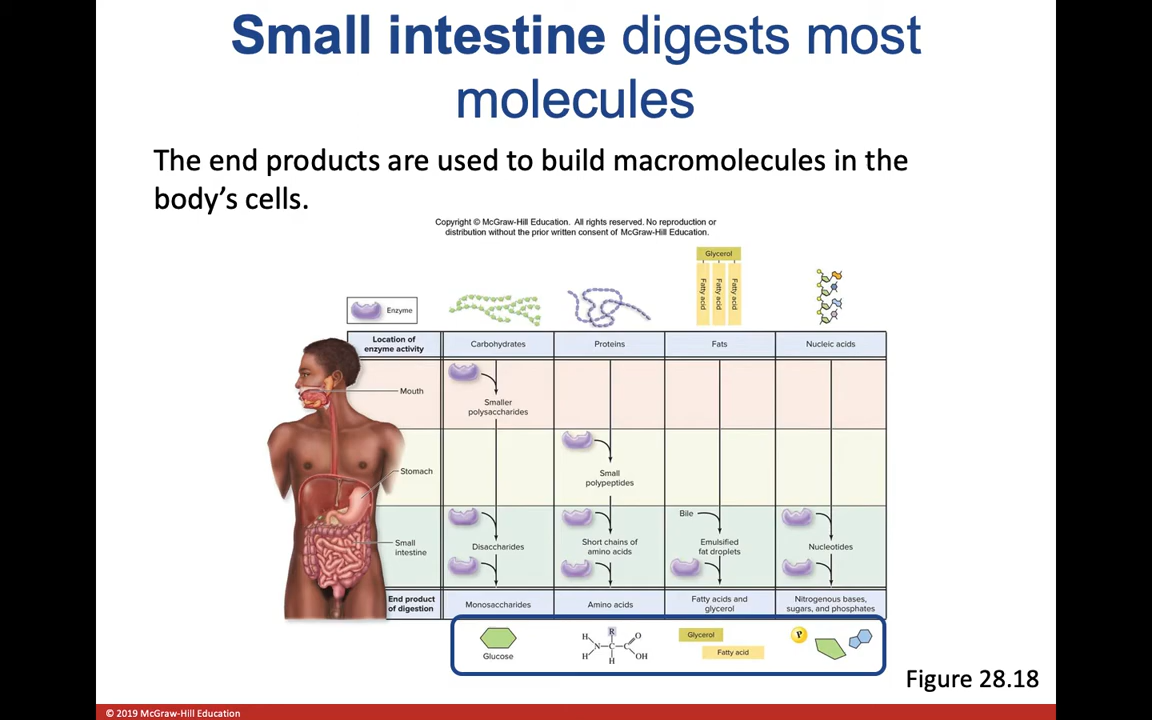 Small intestine digests most
molecules
The end products are used to build macromolecules in the
body's cells.
Copyright © McGraw-Hill Education. All rights reserved. No reproduction or
distribution without the prior written consent of McGraw-Hill Education.
Enzyme
Glycerol
Fatty acid
Fatty acid
Fatty acid
Location of
enzyme activity
Carbohydrates
Proteins
Fats
Nucleic acids
Mouth
Smaller
polysaccharides
Stomach
Small
polypeptides
Small
intestine
Bile
Disaccharides
Short chains of
amino acids
Emulsified
fat droplets
Nucleotides
End product
of digestion
Monosaccharides
Amino acids
Fatty acids and
glycerol
Nitrogenous bases,
sugars, and phosphates
Glucose
H
R
O
N
C
C
H
H
OH
Glycerol
Fatty acid
P
Figure 28.18
© 2019 McGraw-Hill Education